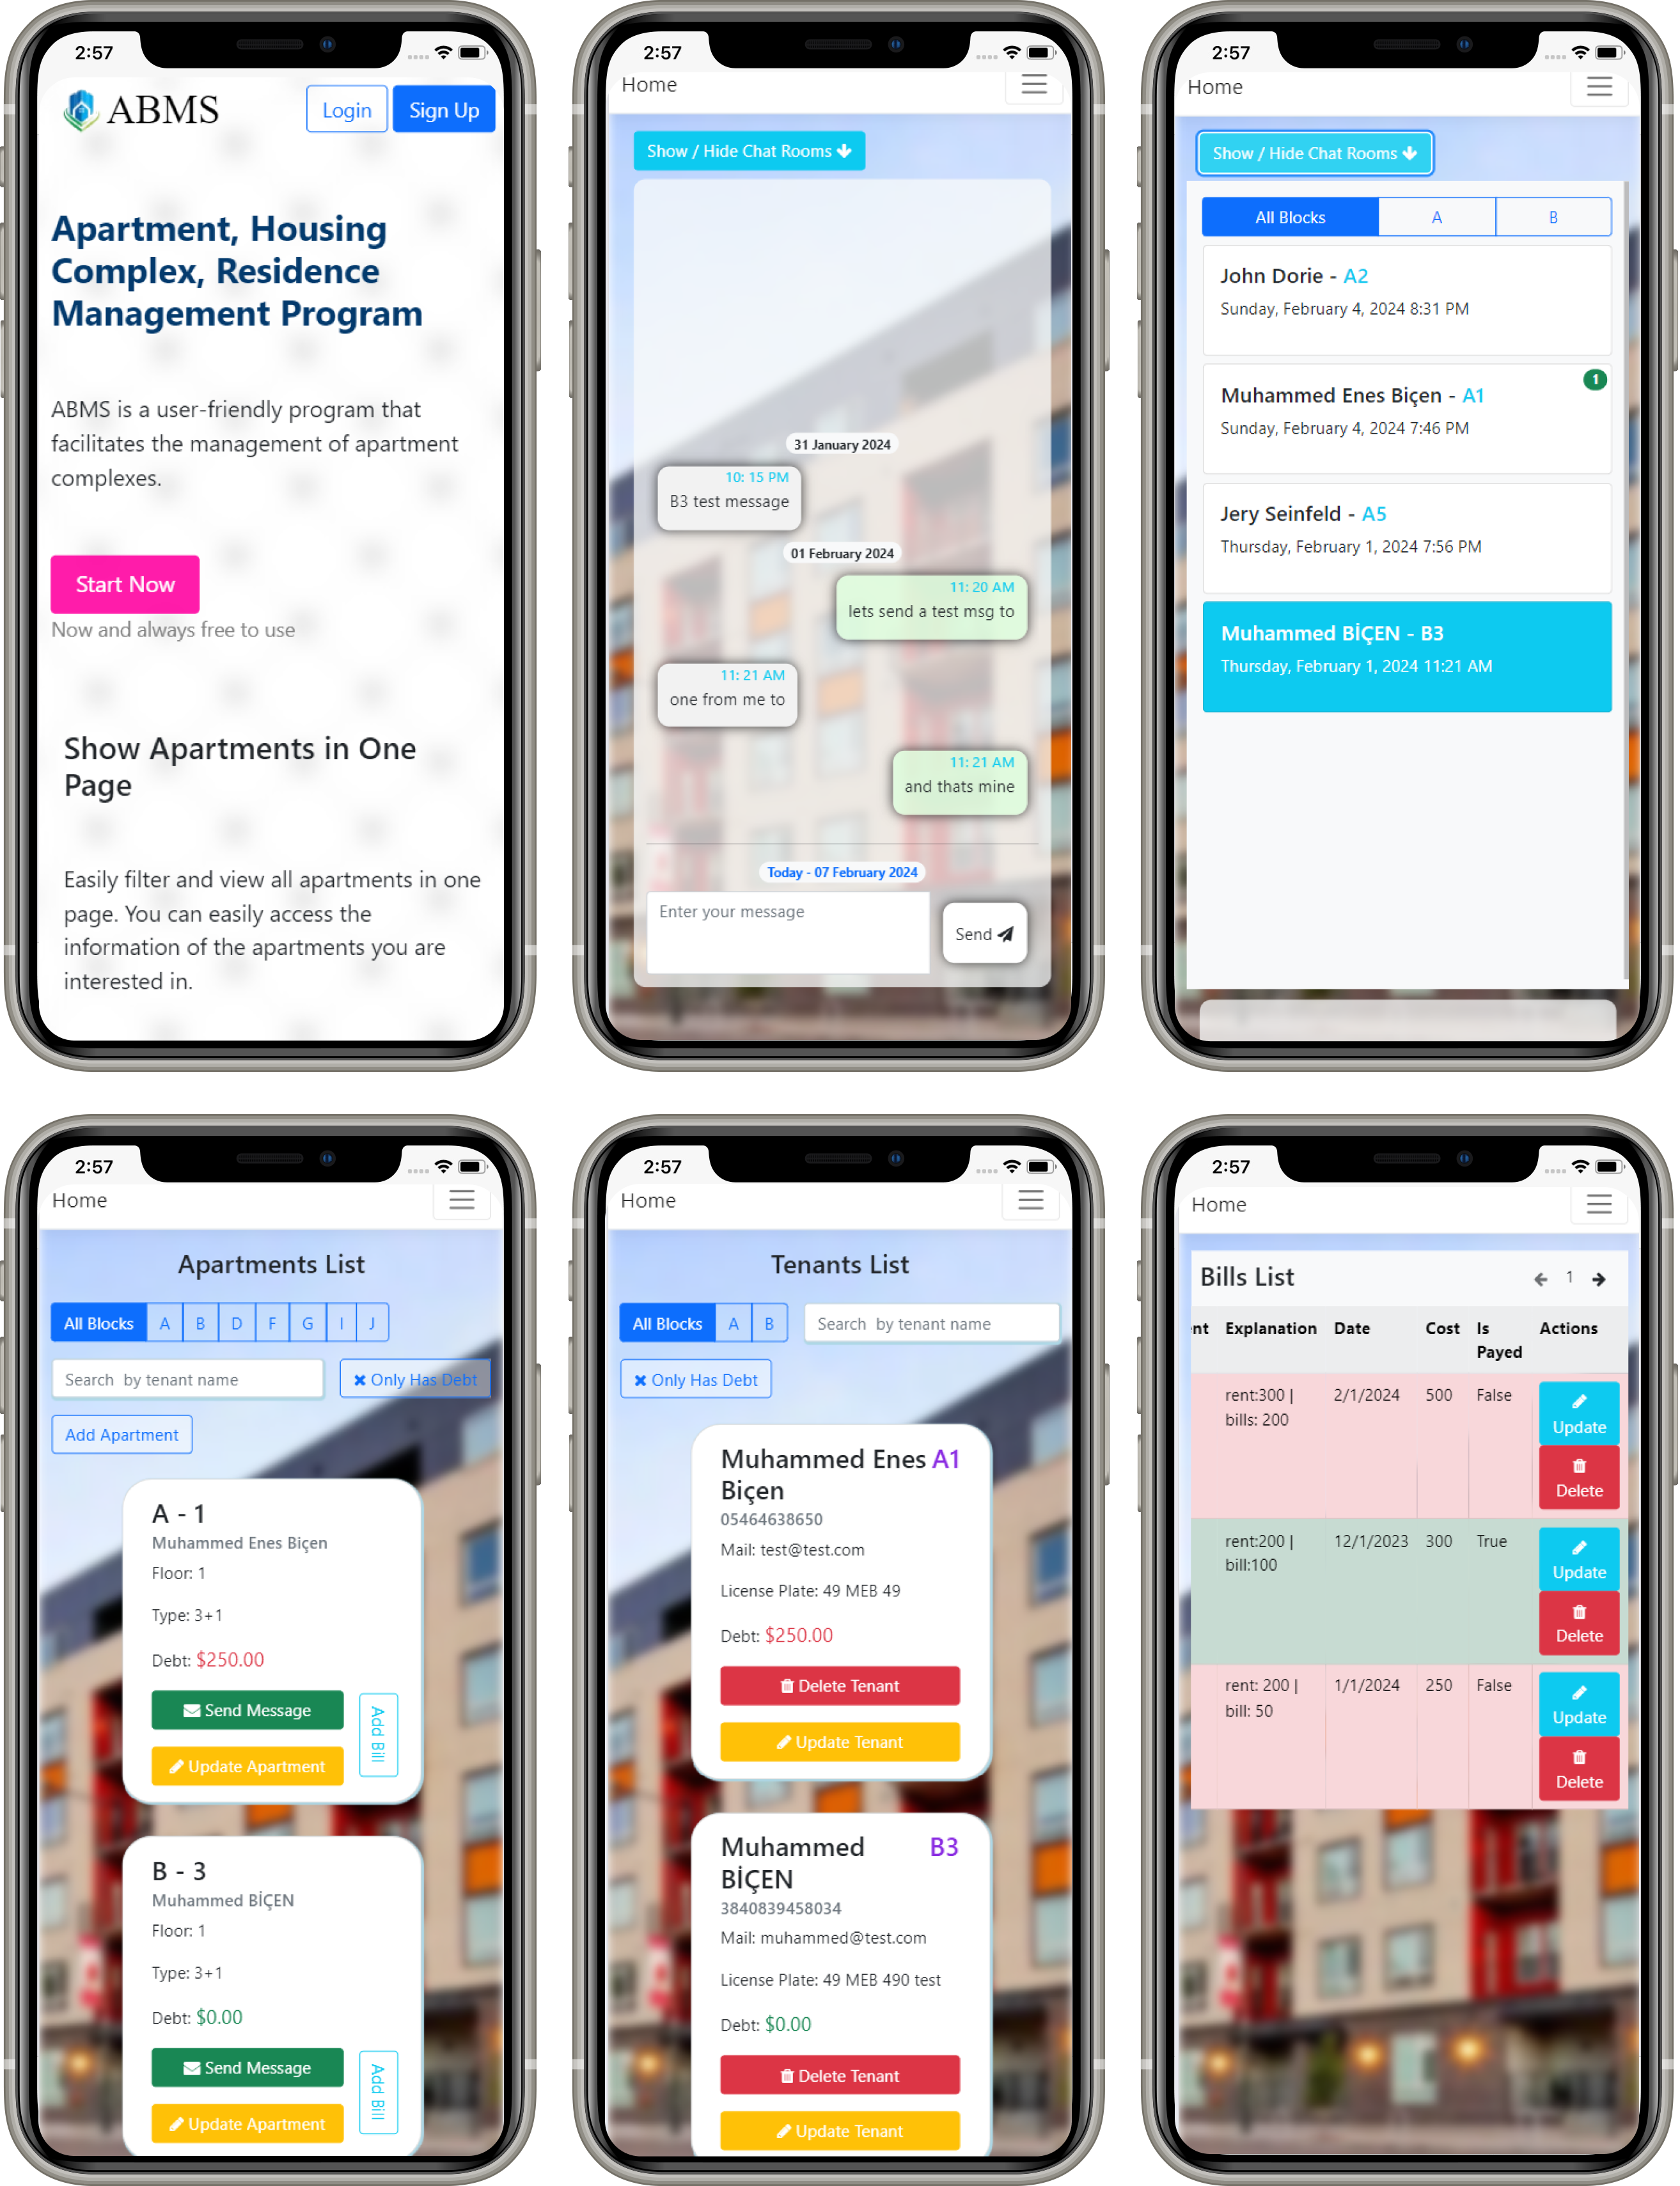 2:57
ABMS
Login
Sign Up
Apartment, Housing
Complex, Residence
Management Program
ABMS is a user-friendly program that
facilitates the management of apartment
complexes.
Start Now
Now and always free to use
Show Apartments in One
Page
Easily filter and view all apartments in one
page. You can easily access the
information of the apartments you are
interested in.
2:57
Home
Show / Hide Chat Rooms
31 January 2024
10: 15 PM
B3 test message
01 February 2024
11: 20 AM
lets send a test msg to
11: 21 AM
one from me to
11: 21 AM
and thats mine
Today - 07 February 2024
Enter your message
Send
2:57
Home
Show / Hide Chat Rooms
All Blocks
A
B
John Dorie - A2
Sunday, February 4, 2024 8:31 PM
1
Muhammed Enes Biçen - A1
Sunday, February 4, 2024 7:46 PM
Jery Seinfeld - A5
Thursday, February 1, 2024 7:56 PM
Muhammed BİÇEN - B3
Thursday, February 1, 2024 11:21 AM
2:57
Home
Apartments List
All Blocks A B D F G I J
Search by tenant name
Only Has Debt
Add Apartment
A - 1
Muhammed Enes Biçen
Floor: 1
Type: 3+1
Debt: $250.00
Send Message
Add Bill
Update Apartment
B - 3
Muhammed BİÇEN
Floor: 1
Type: 3+1
Debt: $0.00
Send Message
Add Bill
Update Apartment
2:57
Home
Tenants List
All Blocks A B
Search by tenant name
Only Has Debt
Muhammed Enes A1
Biçen
05464638650
Mail: test@test.com
License Plate: 49 MEB 49
Debt: $250.00
Delete Tenant
Update Tenant
Muhammed B3
BİÇEN
3840839458034
Mail: muhammed@test.com
License Plate: 49 MEB 490 test
Debt: $0.00
Delete Tenant
Update Tenant
2:57
Home
Bills List
1
nt Explanation Date Cost Is Actions
Payed
rent:300 | 2/1/2024 500 False
bills: 200
Update
Delete
rent:200 | 12/1/2023 300 True
bill:100
Update
Delete
rent: 200 | 1/1/2024 250 False
bill: 50
Update
Delete